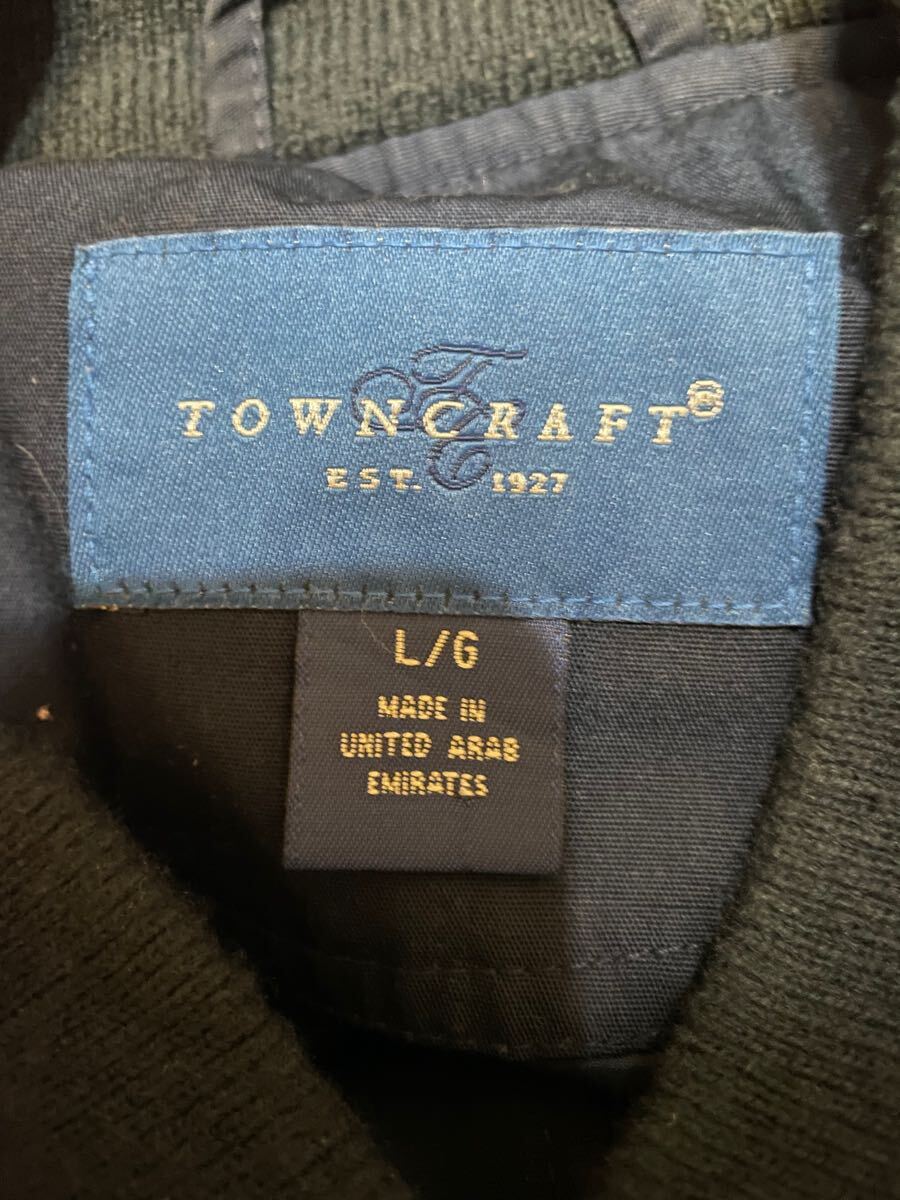 TOWNCRAFT®
EST. 1927
L/G
MADE IN
UNITED ARAB
EMIRATES